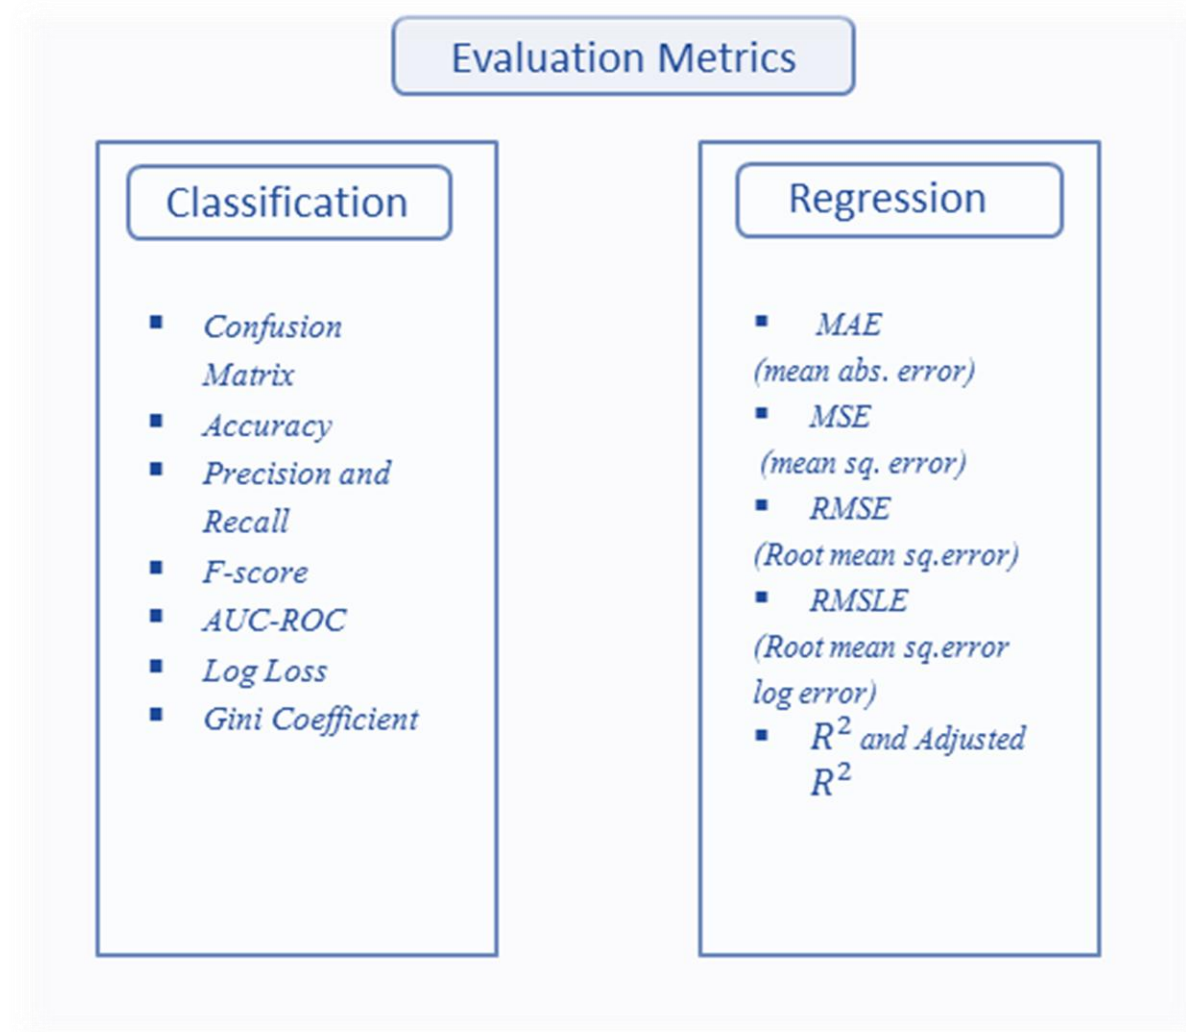 Evaluation Metrics
Classification
Confusion
Matrix
Accuracy
Precision and
Recall
F-score
AUC-ROC
Log Loss
Gini Coefficient
Regression
MAE
(mean abs. error)
MSE
(mean sq. error)
RMSE
(Root mean sq.error)
RMSLE
(Root mean sq.error
log error)
R² and Adjusted
R²